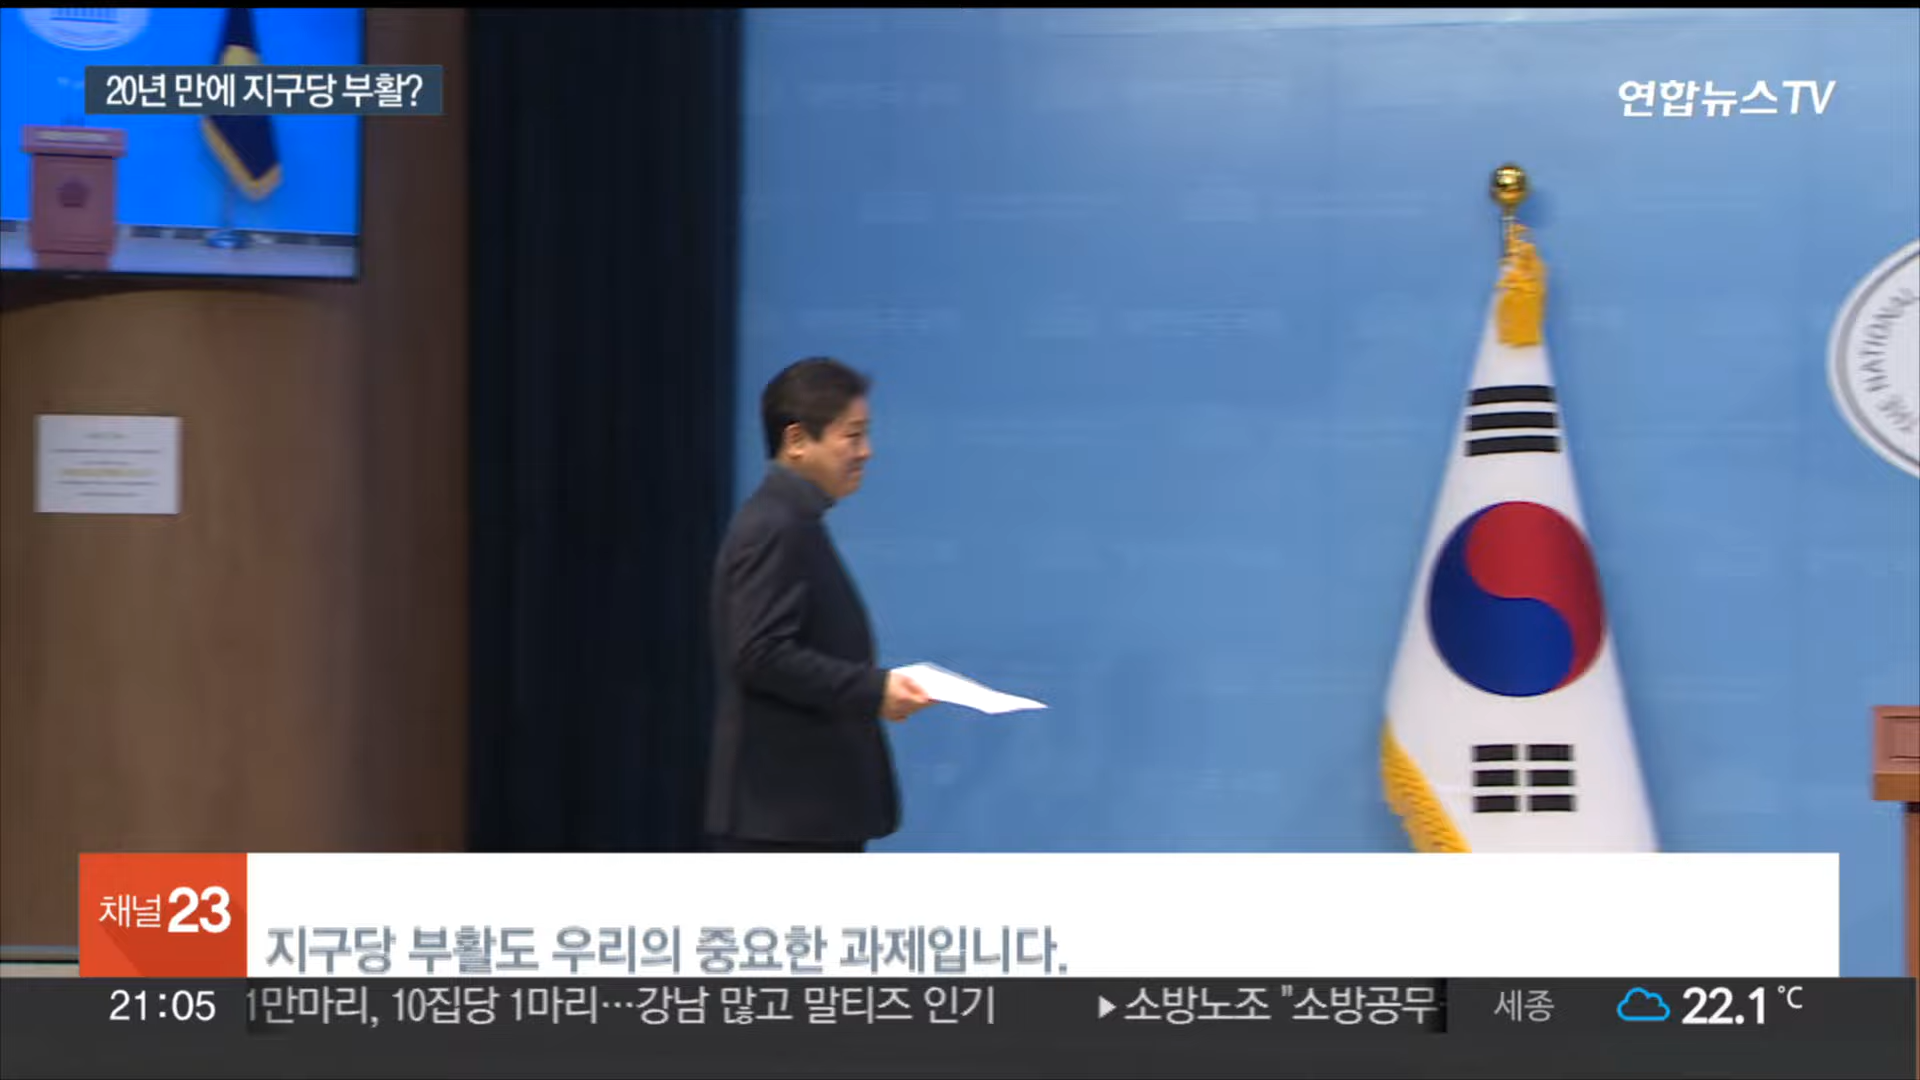 20년 만에 지구당 부활?
연합뉴스TV
THE NATIONAL
채널23
지구당 부활도 우리의 중요한 과제입니다.
21:05
1만마리, 10집당 1마리…강남 많고 말티즈 인기 ▶소방노조 "소방공무
세종 22.1℃